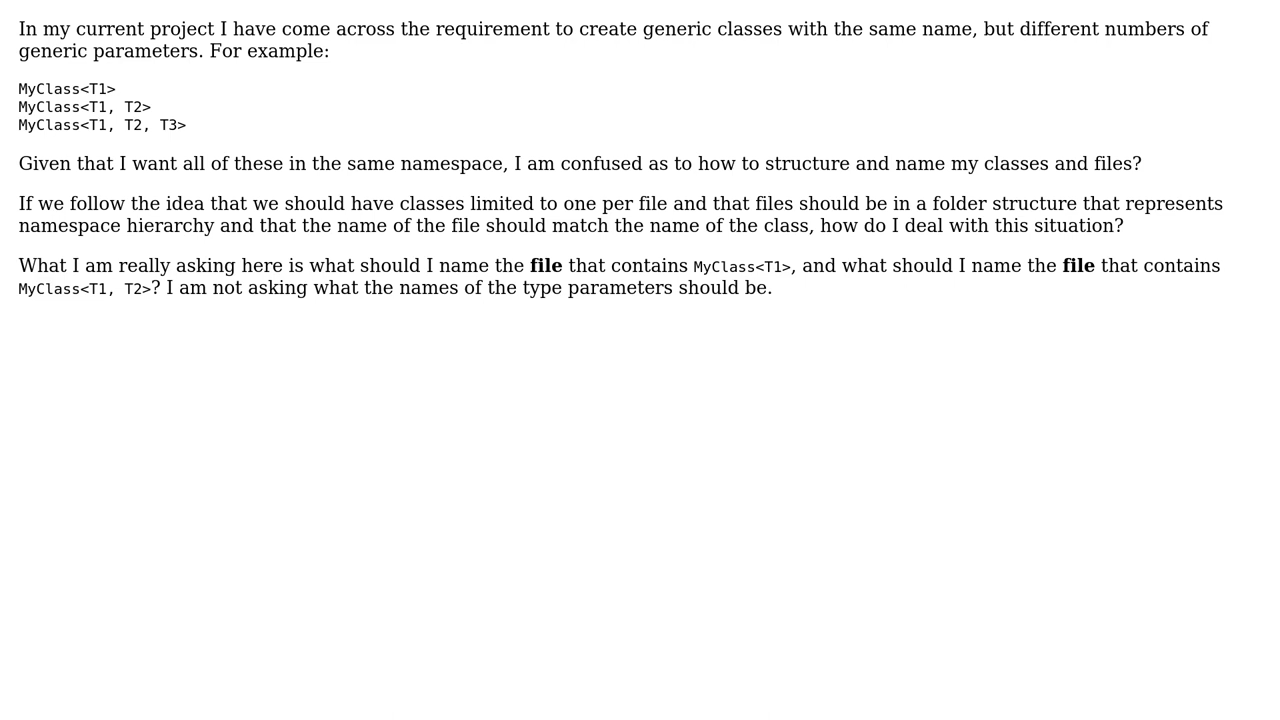 In my current project I have come across the requirement to create generic classes with the same name, but different numbers of
generic parameters. For example:
MyClass<T1>
MyClass<T1, T2>
MyClass<T1, T2, T3>
Given that I want all of these in the same namespace, I am confused as to how to structure and name my classes and files?
If we follow the idea that we should have classes limited to one per file and that files should be in a folder structure that represents
namespace hierarchy and that the name of the file should match the name of the class, how do I deal with this situation?
What I am really asking here is what should I name the file that contains MyClass<T1>, and what should I name the file that contains
MyClass<T1, T2>? I am not asking what the names of the type parameters should be.